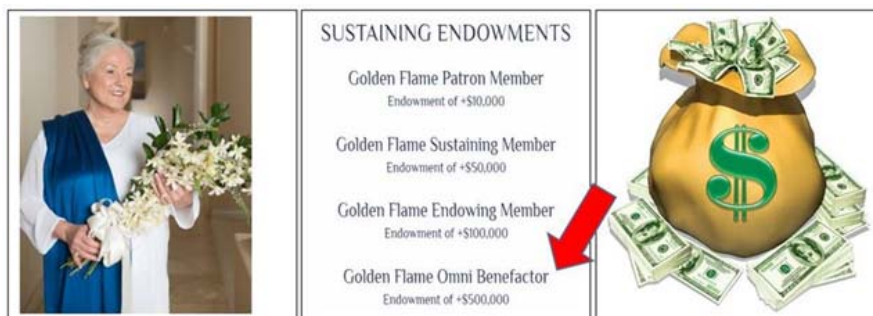 SUSTAINING ENDOWMENTS
Golden Flame Patron Member
Endowment of +$10,000
Golden Flame Sustaining Member
Endowment of +$50,000
Golden Flame Endowing Member
Endowment of +$100,000
Golden Flame Omni Benefactor
Endowment of +$500,000
$